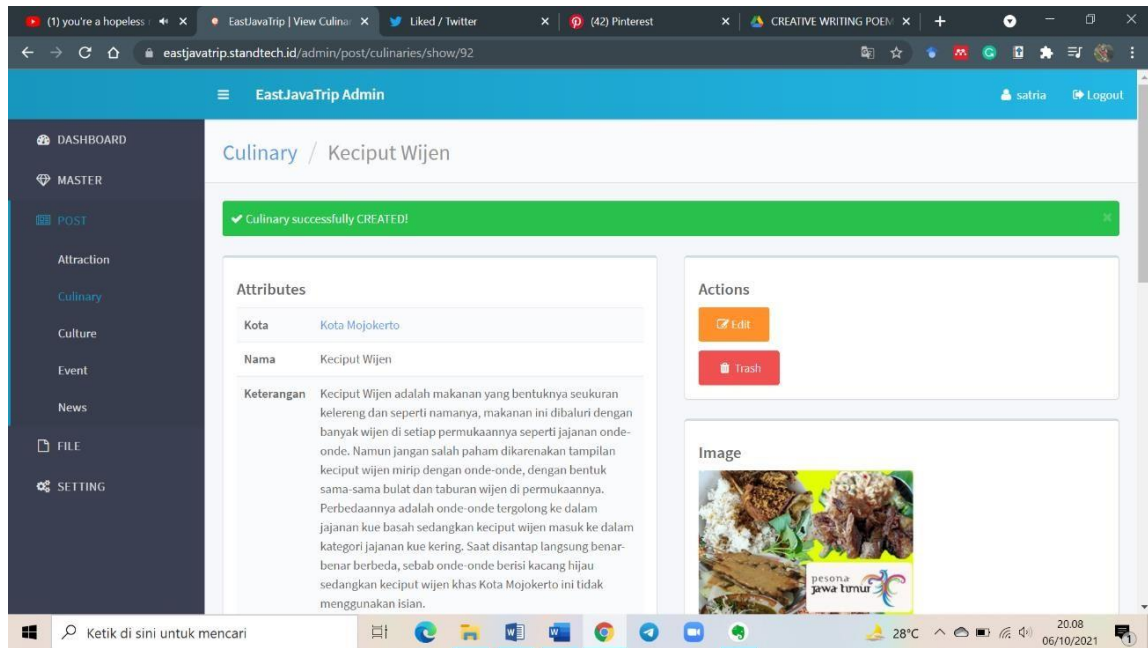 (1) you're a hopeless
EastJavaTrip | View Culinar
Liked / Twitter
(42) Pinterest
CREATIVE WRITING POEM
eastjavatrip.standtech.id/admin/post/culinaries/show/92
EastJavaTrip Admin
satria
Logout
DASHBOARD
MASTER
POST
Attraction
Culinary
Culture
Event
News
FILE
SETTING
Culinary / Keciput Wijen
Culinary successfully CREATED!
Attributes
Kota Kota Mojokerto
Nama Keciput Wijen
Keterangan Keciput Wijen adalah makanan yang bentuknya seukuran
kelereng dan seperti namanya, makanan ini dibaluri dengan
banyak wijen di setiap permukaannya seperti jajanan onde-
onde. Namun jangan salah paham dikarenakan tampilan
keciput wijen mirip dengan onde-onde, dengan bentuk
sama-sama bulat dan taburan wijen di permukaannya.
Perbedaannya adalah onde-onde tergolong ke dalam
jajanan kue basah sedangkan keciput wijen masuk ke dalam
kategori jajanan kue kering. Saat disantap langsung benar-
benar berbeda, sebab onde-onde berisi kacang hijau
sedangkan keciput wijen khas Kota Mojokerto ini tidak
menggunakan isian.
Actions
Edit
Trash
Image
pesona
jawa timur
Ketik di sini untuk mencari
28°C
20.08
06/10/2021
1